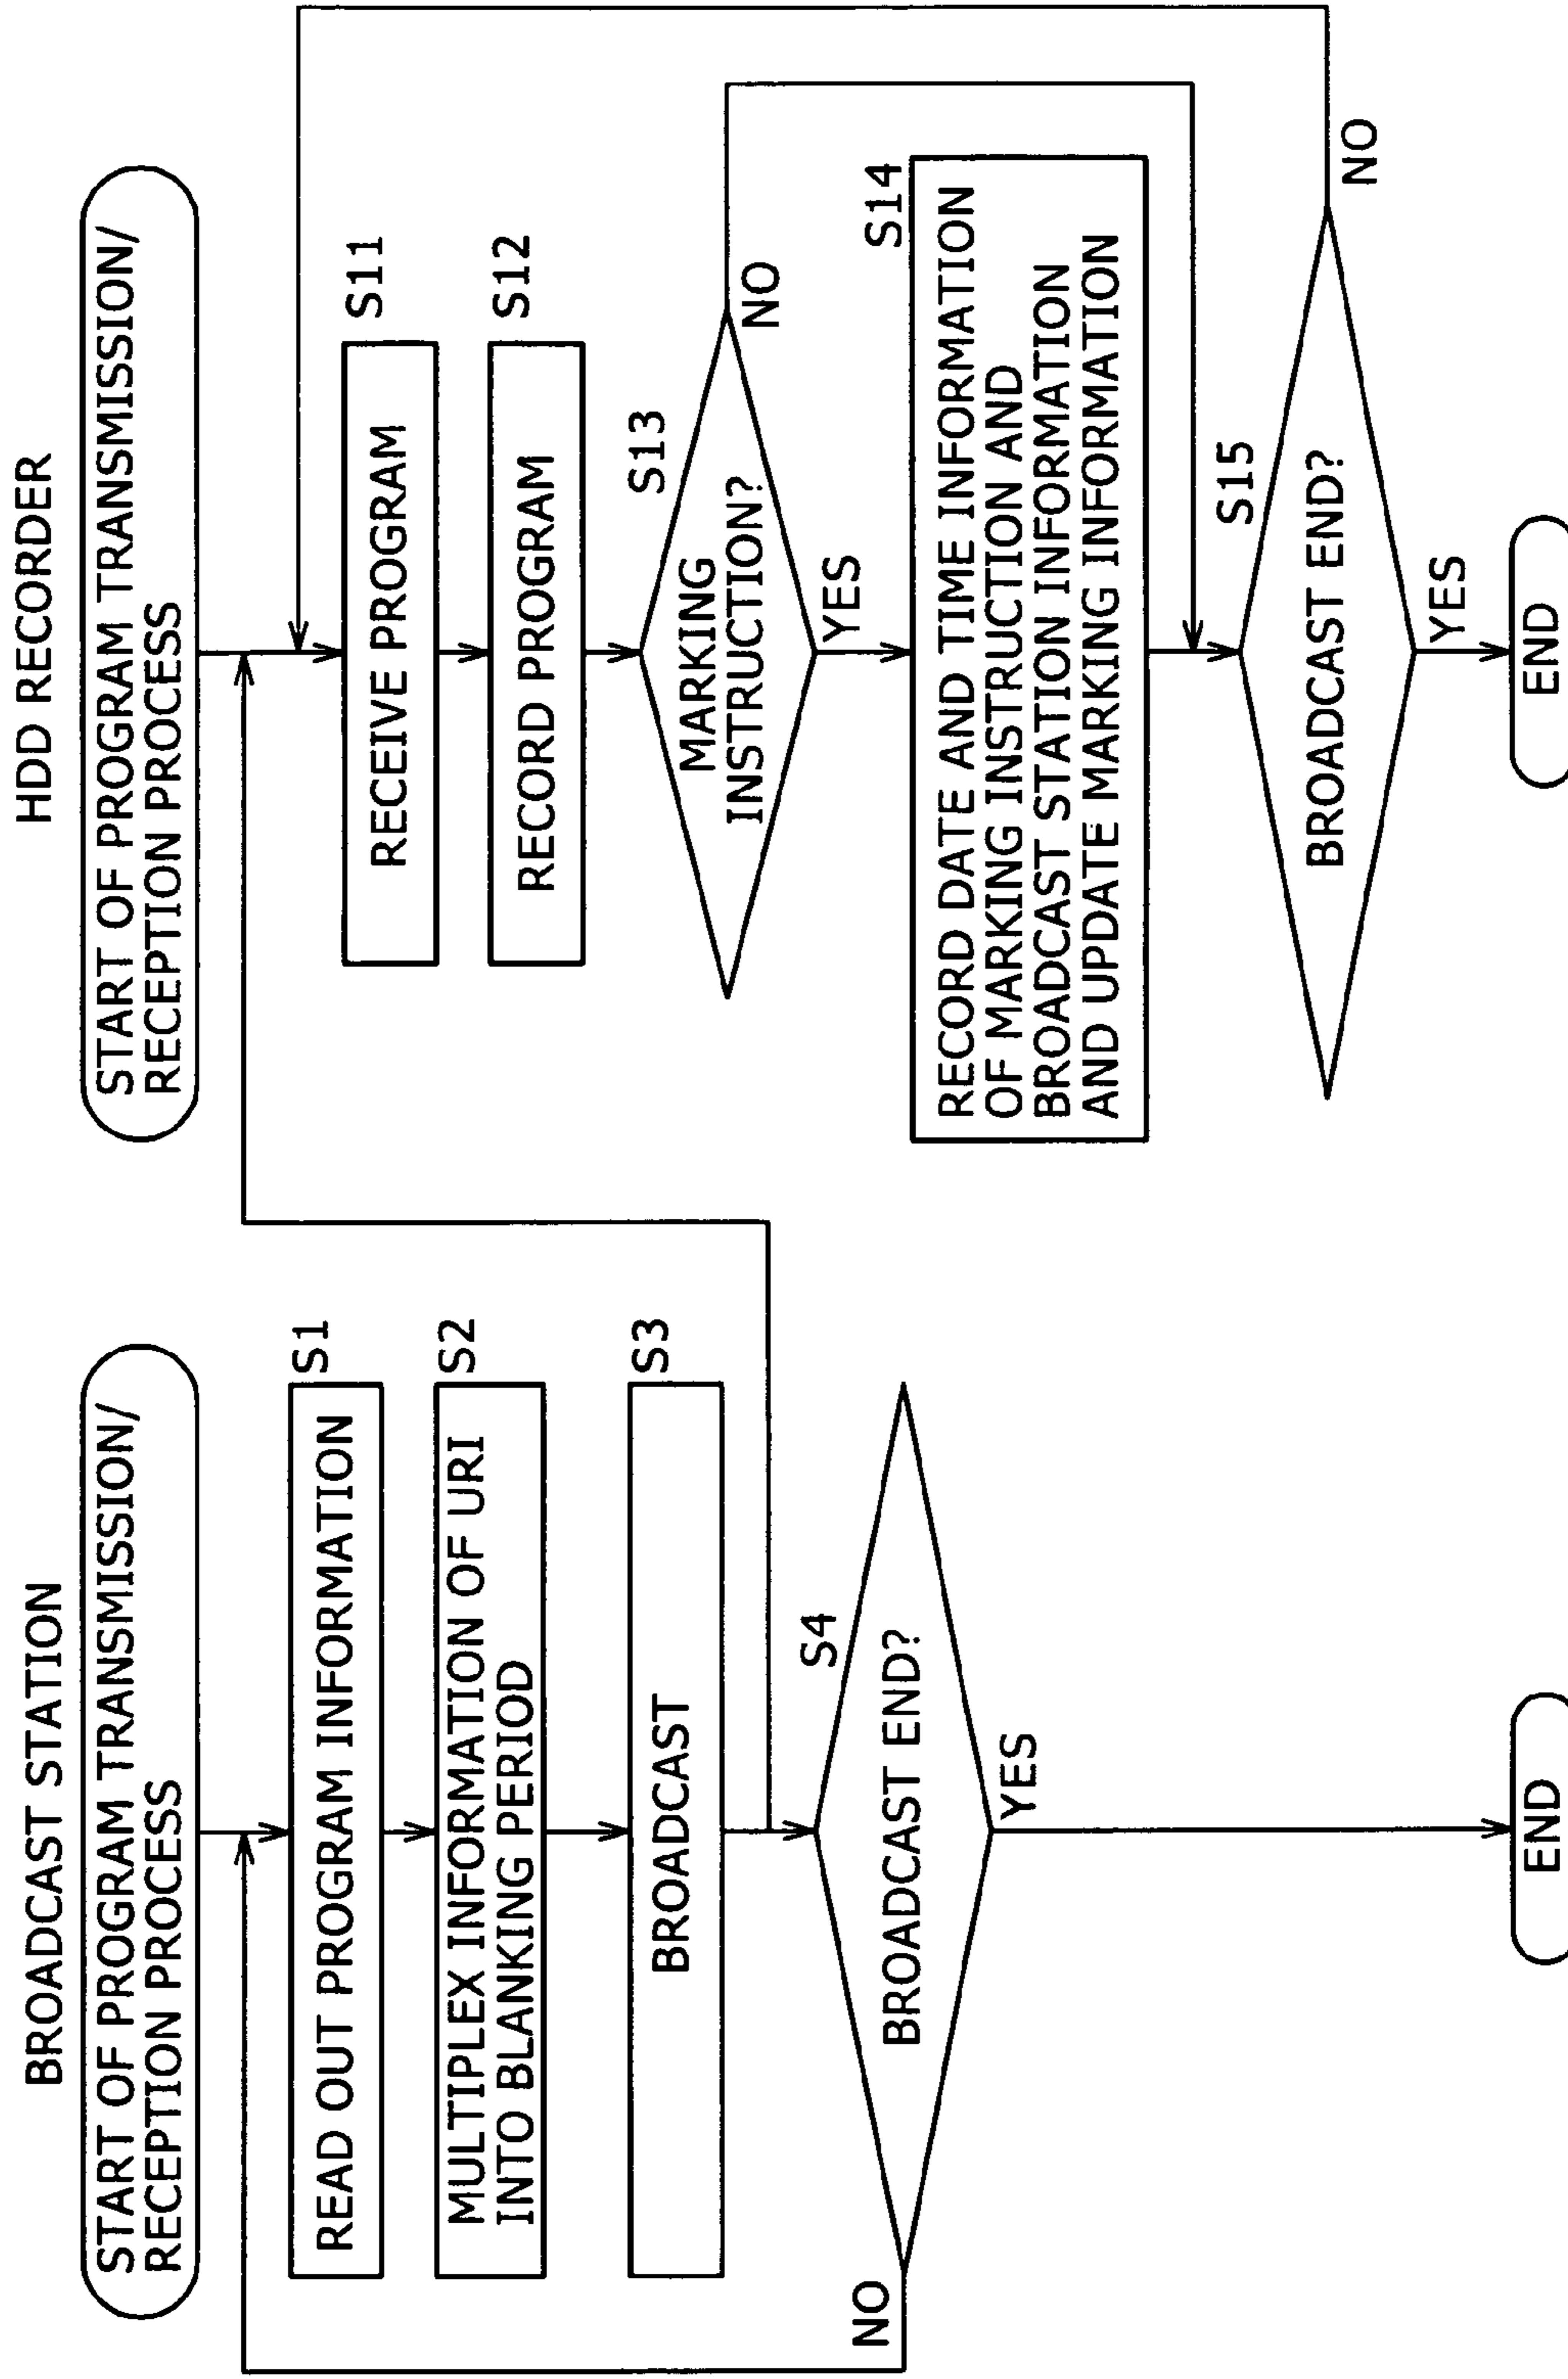 BROADCAST STATION
START OF PROGRAM TRANSMISSION/
RECEPTION PROCESS
S1
READ OUT PROGRAM INFORMATION
S2
MULTIPLEX INFORMATION OF URI
INTO BLANKING PERIOD
S3
BROADCAST
S4
BROADCAST END?
NO
YES
END
HDD RECORDER
START OF PROGRAM TRANSMISSION/
RECEPTION PROCESS
S11
RECEIVE PROGRAM
S12
RECORD PROGRAM
S13
MARKING
INSTRUCTION?
NO
YES
S14
RECORD DATE AND TIME INFORMATION
OF MARKING INSTRUCTION AND
BROADCAST STATION INFORMATION
AND UPDATE MARKING INFORMATION
S15
BROADCAST END?
NO
YES
END